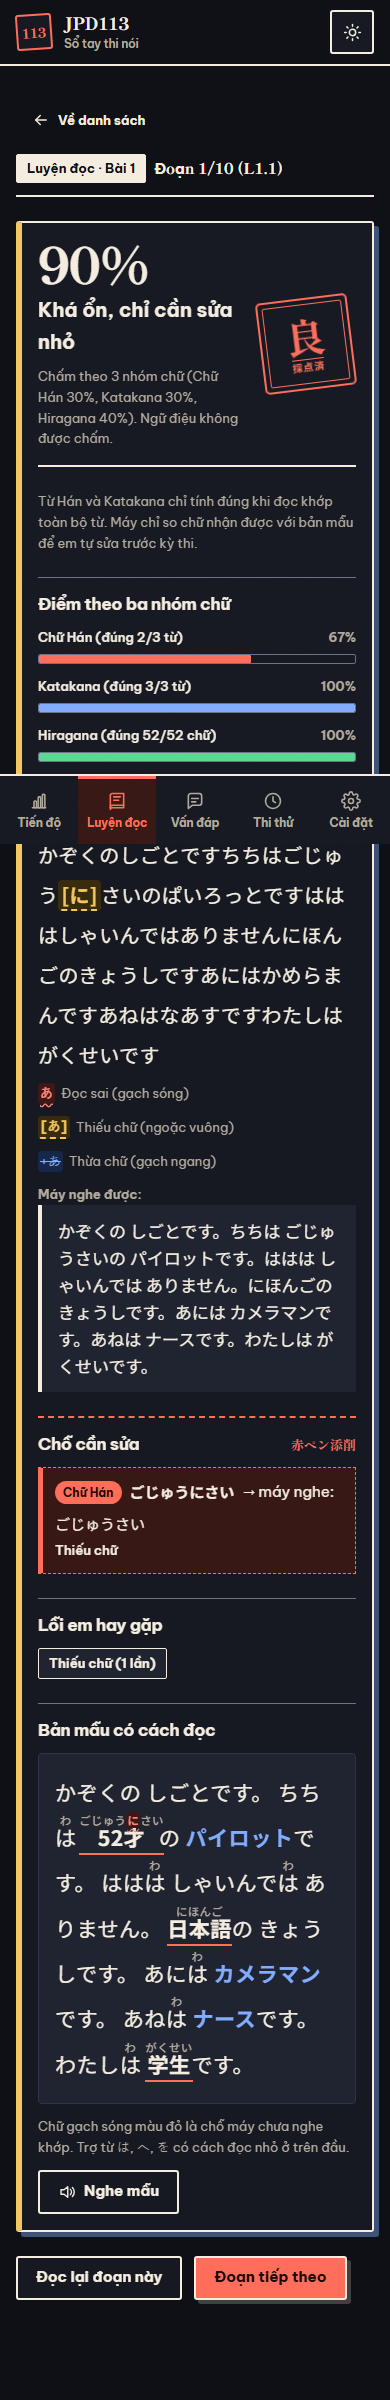 113
JPD113
Sổ tay thi nói
Về danh sách
Luyện đọc · Bài 1
Đoạn 1/10 (L1.1)
90%
Khá ổn, chỉ cần sửa
nhỏ
良
採点済
Chấm theo 3 nhóm chữ (Chữ
Hán 30%, Katakana 30%,
Hiragana 40%). Ngữ điệu không
được chấm.
Từ Hán và Katakana chỉ tính đúng khi đọc khớp
toàn bộ từ. Máy chỉ so chữ nhận được với bản mẫu
để em tự sửa trước kỳ thi.
Điểm theo ba nhóm chữ
Chữ Hán (đúng 2/3 từ) 67%
Katakana (đúng 3/3 từ) 100%
Hiragana (đúng 52/52 chữ) 100%
Tiến độ
Luyện đọc
Vấn đáp
Thi thử
Cài đặt
かぞくのしごとですちちはごじゅ
う[に]さいのぱいろっとですはは
はしゃいんではありませんにほん
ごのきょうしですあにはかめらま
んですあねはなあすですわたしは
がくせいです
あ Đọc sai (gạch sóng)
[あ] Thiếu chữ (ngoặc vuông)
+あ Thừa chữ (gạch ngang)
Máy nghe được:
かぞくの しごとです。ちちは ごじゅ
うさいの パイロットです。ははは し
ゃいんでは ありません。にほんごの
きょうしです。あには カメラマンで
す。あねは ナースです。わたしは が
くせいです。
Chỗ cần sửa
赤ペン添削
Chữ Hán ごじゅうにさい → máy nghe:
ごじゅうさい
Thiếu chữ
Lỗi em hay gặp
Thiếu chữ (1 lần)
Bản mẫu có cách đọc
かぞくの しごとです。 ちち
わ ごじゅうにさい
は 52才の パイロットで
わ わ
す。 ははは しゃいんでは あ
にほんご
りません。 日本語の きょう
わ
しです。 あには カメラマン
わ
です。 あねは ナースです。
わ がくせい
わたしは 学生です。
Chữ gạch sóng màu đỏ là chỗ máy chưa nghe
khớp. Trợ từ は, へ, を có cách đọc nhỏ ở trên đầu.
Nghe mẫu
Đọc lại đoạn này
Đoạn tiếp theo